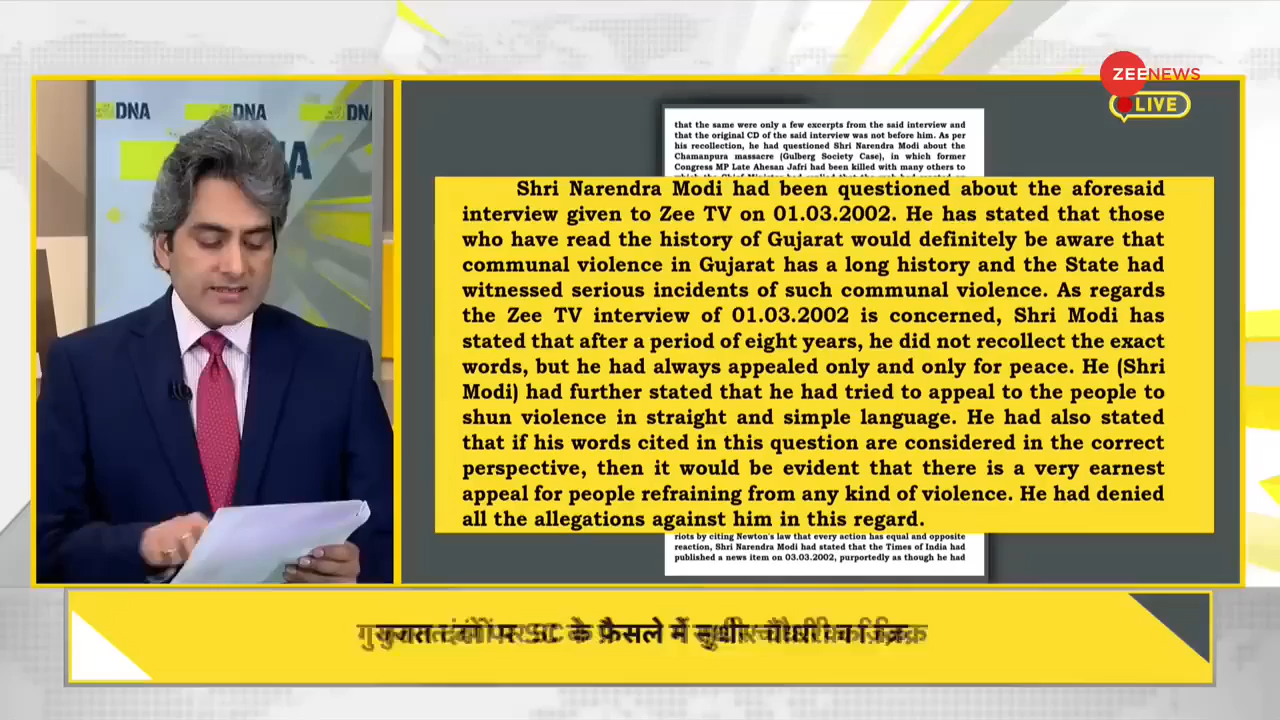 ZEE NEWS
LIVE
DNA
DNA
that the same were only a few excerpts from the said interview and
that the original CD of the said interview was not before him. As per
his recollection, he had questioned Shri Narendra Modi about the
Chamanpura massacre (Gulberg Society Case), in which former
Congress MP Late Ahesan Jafri had been killed with many others to
Shri Narendra Modi had been questioned about the aforesaid
interview given to Zee TV on 01.03.2002. He has stated that those
who have read the history of Gujarat would definitely be aware that
communal violence in Gujarat has a long history and the State had
witnessed serious incidents of such communal violence. As regards
the Zee TV interview of 01.03.2002 is concerned, Shri Modi has
stated that after a period of eight years, he did not recollect the exact
words, but he had always appealed only and only for peace. He (Shri
Modi) had further stated that he had tried to appeal to the people to
shun violence in straight and simple language. He had also stated
that if his words cited in this question are considered in the correct
perspective, then it would be evident that there is a very earnest
appeal for people refraining from any kind of violence. He had denied
all the allegations against him in this regard.
riots by citing Newton's law that every action has equal and opposite
reaction, Shri Narendra Modi had stated that the Times of India had
published a news item on 03.03.2002, purportedly as though he had
पर SC के फ़ैसले में सुधीर चौधरी का ज़िक्र